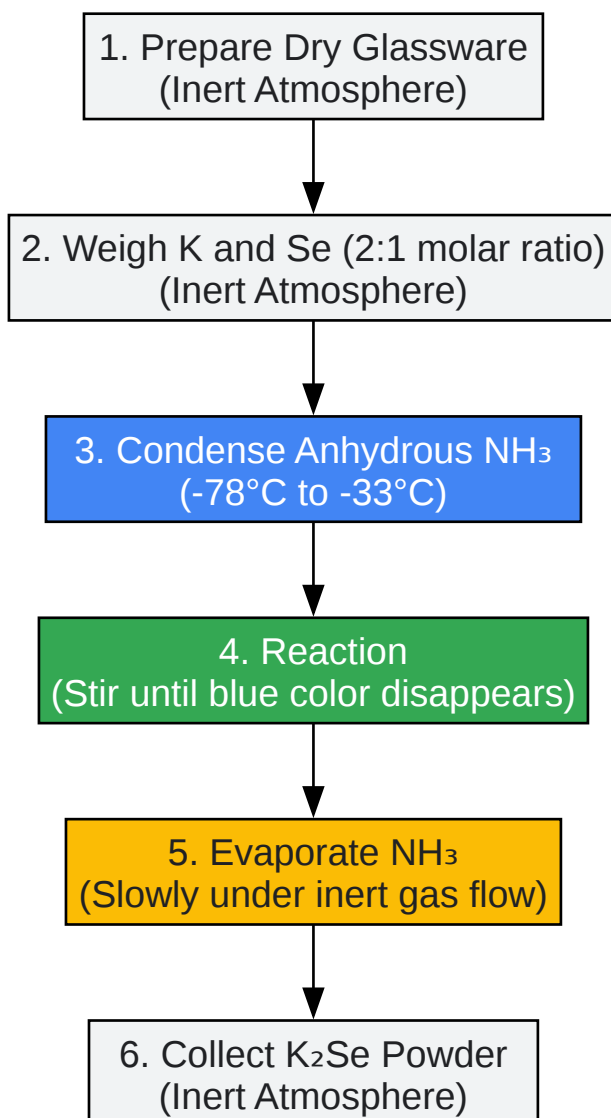 1. Prepare Dry Glassware
(Inert Atmosphere)
2. Weigh K and Se (2:1 molar ratio)
(Inert Atmosphere)
3. Condense Anhydrous NH₃
(-78°C to -33°C)
4. Reaction
(Stir until blue color disappears)
5. Evaporate NH₃
(Slowly under inert gas flow)
6. Collect K₂Se Powder
(Inert Atmosphere)